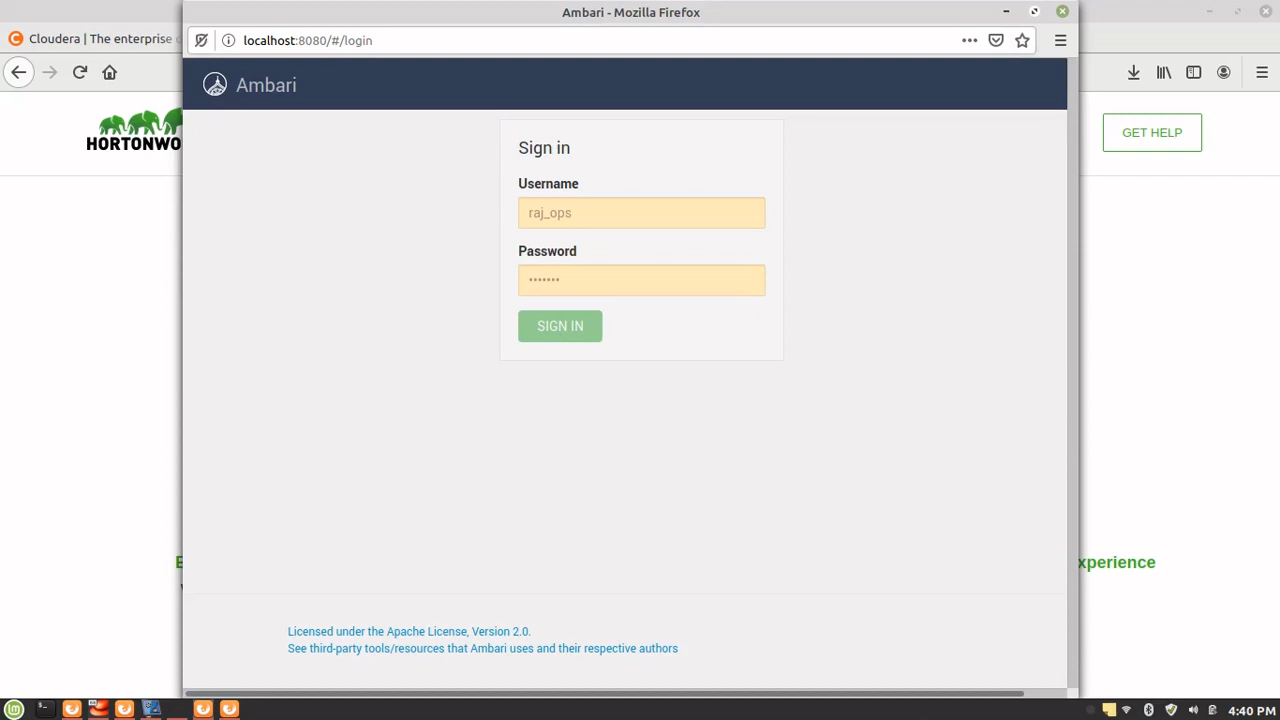 Ambari - Mozilla Firefox
Cloudera | The enterprise
localhost:8080/#/login
Ambari
HORTONWO
GET HELP
Sign in
Username
raj_ops
Password
•••••••
SIGN IN
E
xperience
Licensed under the Apache License, Version 2.0.
See third-party tools/resources that Ambari uses and their respective authors
4:40 PM